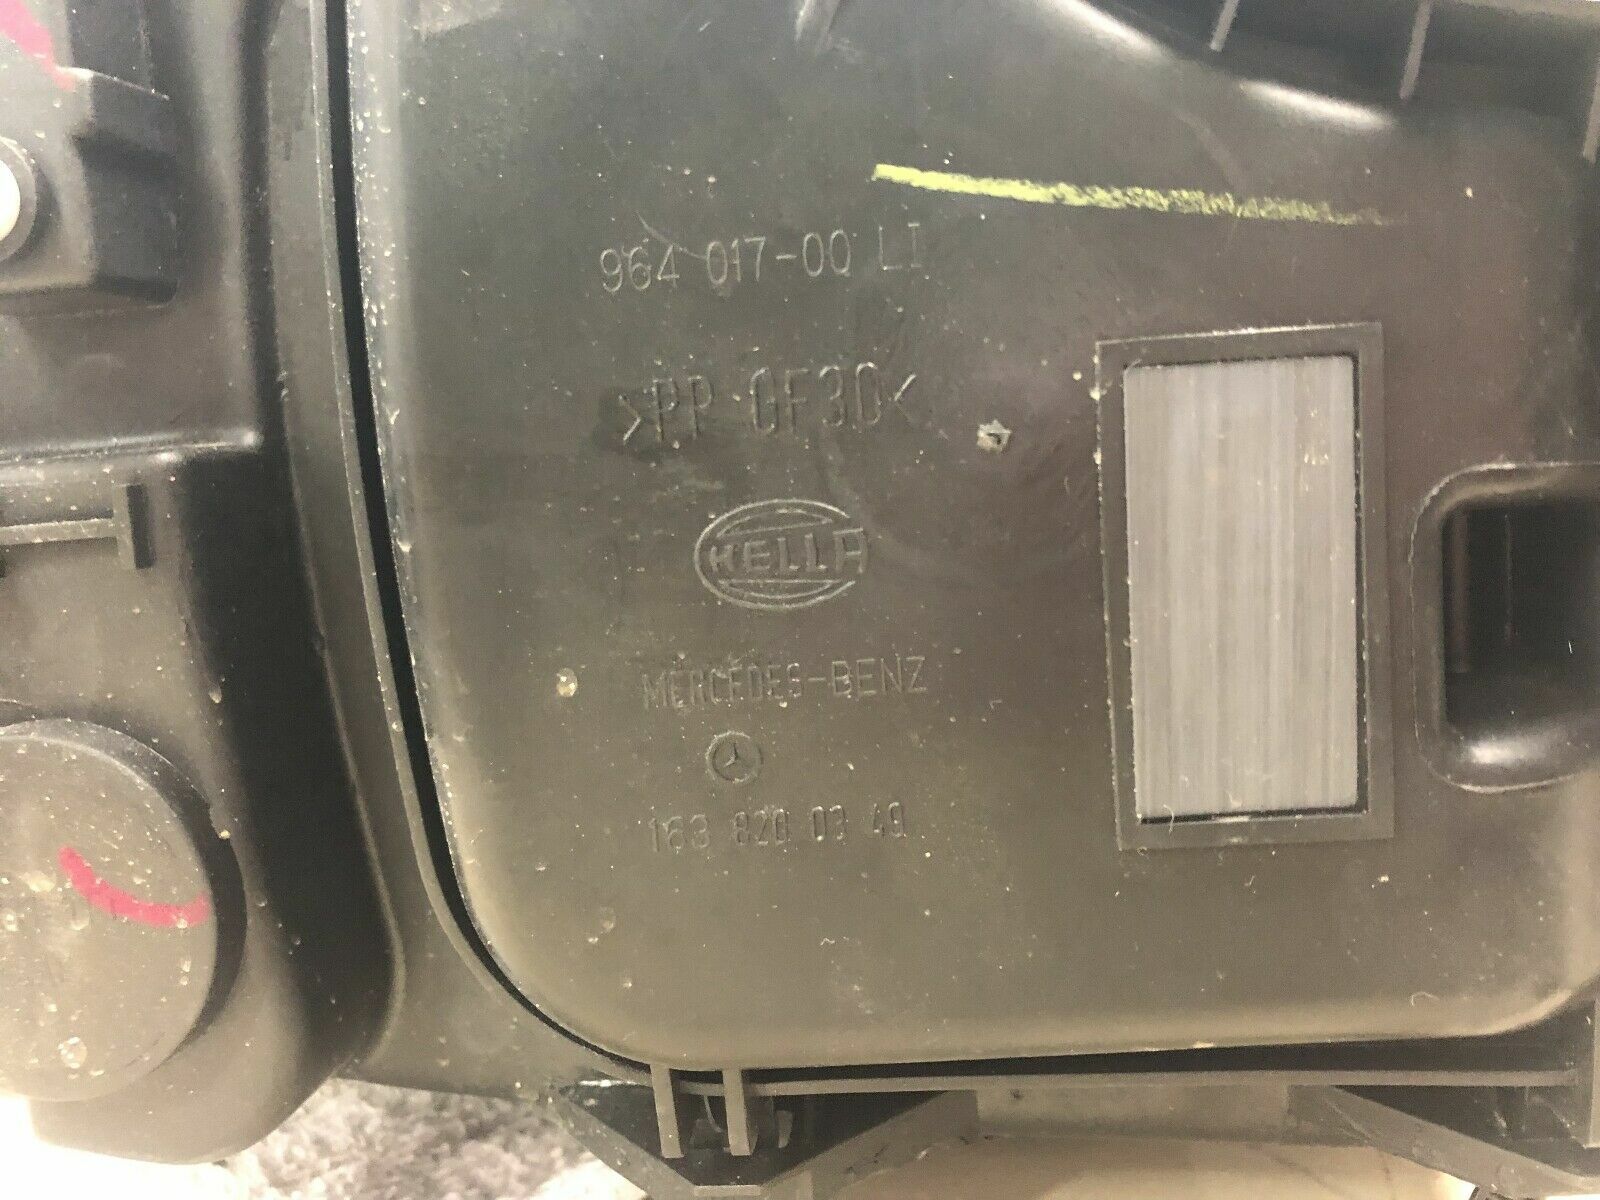 964 017-00 LI
>PP GF30<
HELLA
MERCEDES-BENZ
163 820 03 49